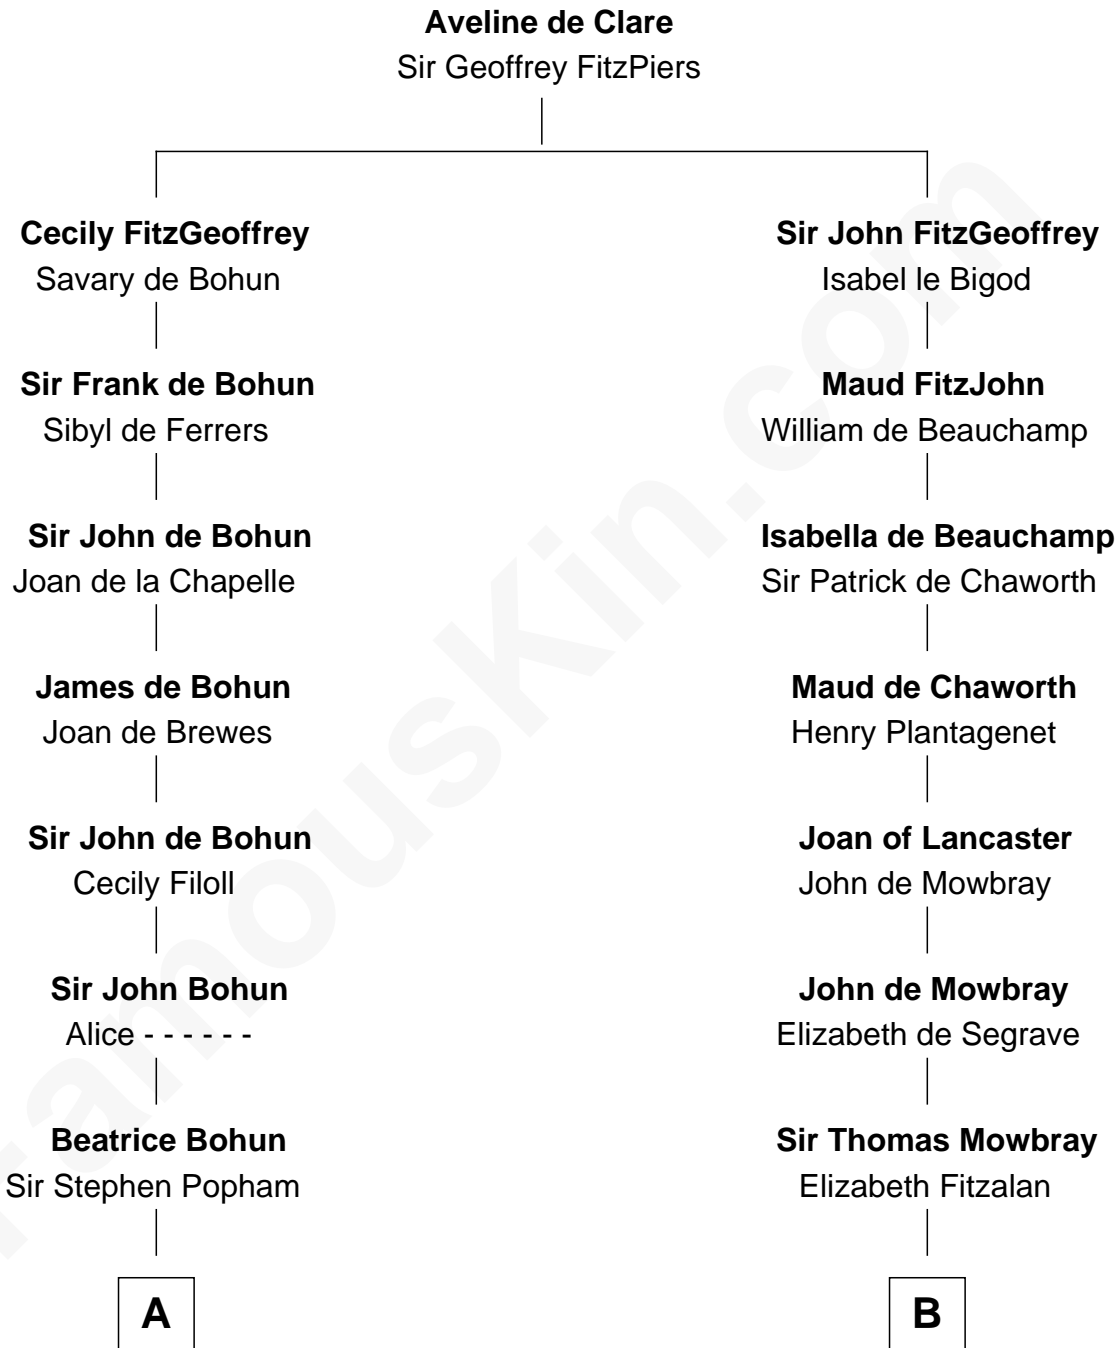 Aveline de Clare
Sir Geoffrey FitzPiers
Cecily FitzGeoffrey
Savary de Bohun
Sir John FitzGeoffrey
Isabel le Bigod
Sir Frank de Bohun
Sibyl de Ferrers
Maud FitzJohn
William de Beauchamp
Sir John de Bohun
Joan de la Chapelle
Isabella de Beauchamp
Sir Patrick de Chaworth
James de Bohun
Joan de Brewes
Maud de Chaworth
Henry Plantagenet
Sir John de Bohun
Cecily Filoll
Joan of Lancaster
John de Mowbray
Sir John Bohun
Alice - - - - - -
John de Mowbray
Elizabeth de Segrave
Beatrice Bohun
Sir Stephen Popham
Sir Thomas Mowbray
Elizabeth Fitzalan
A
B
FamousKin.com